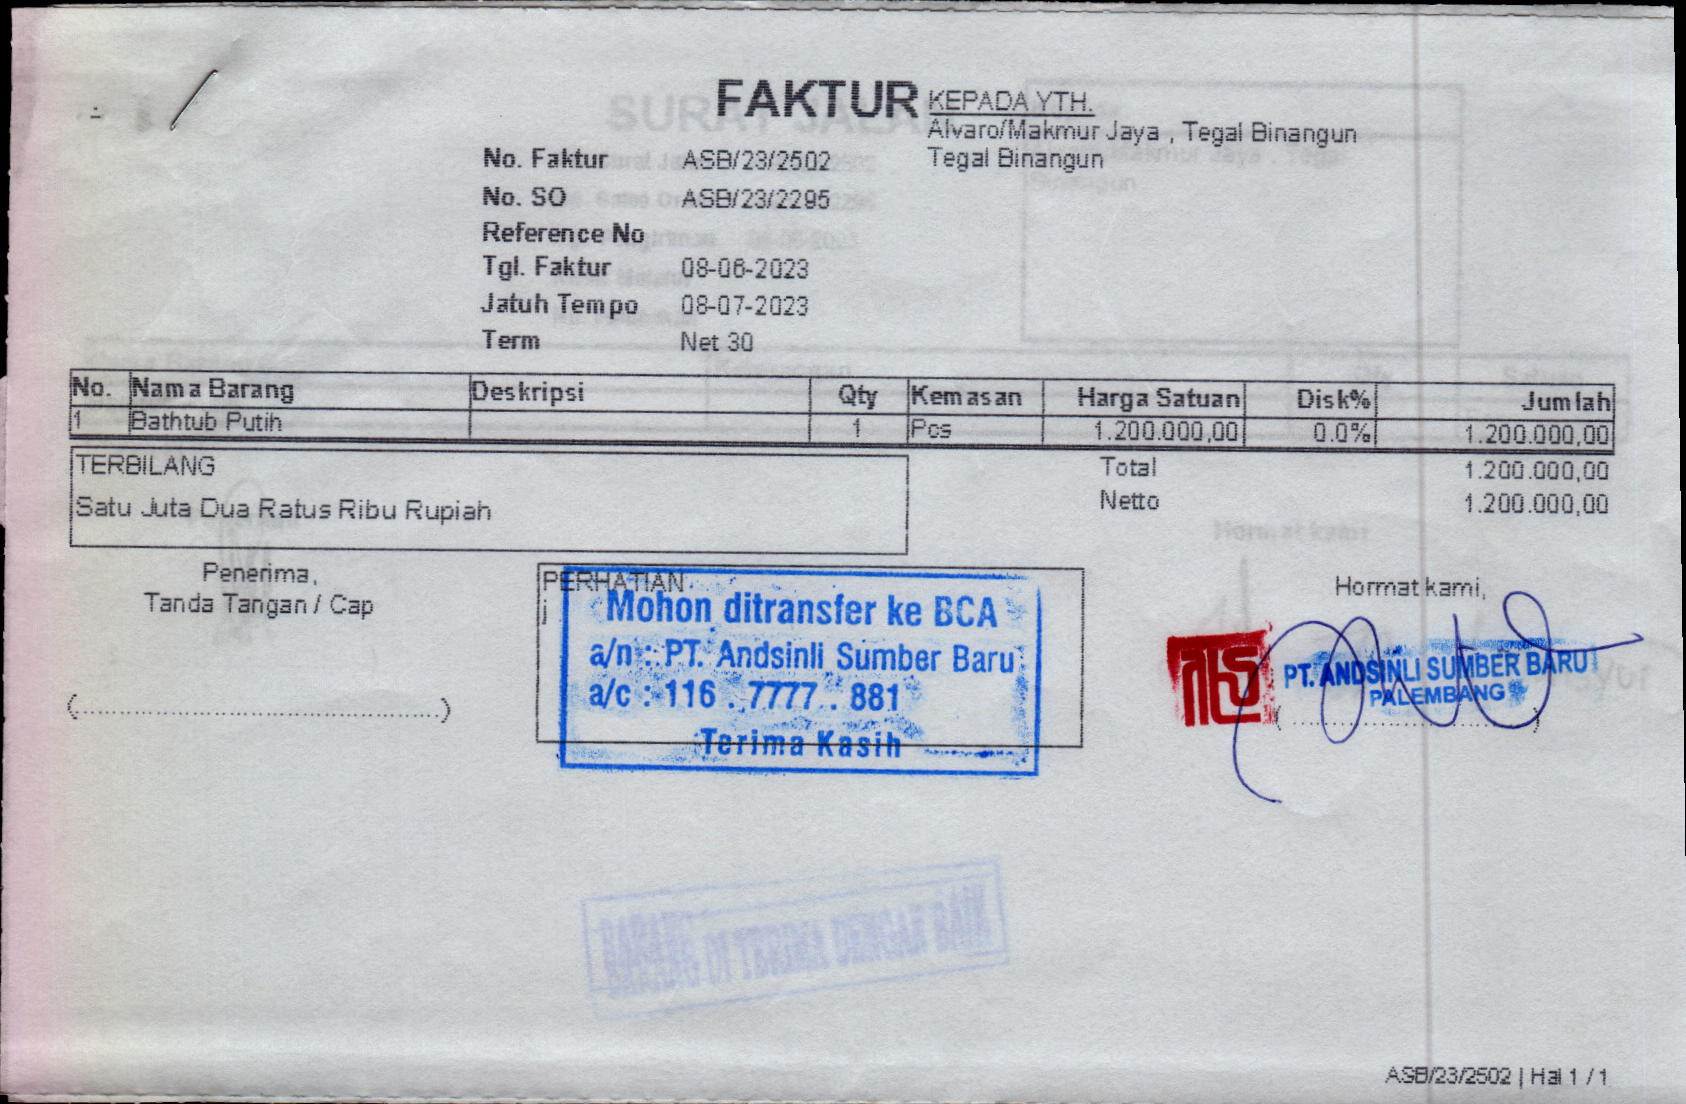 FAKTUR
KEPADA YTH.
Alvaro/Makmur Jaya , Tegal Binangun
Tegal Binangun
No. Faktur ASB/23/2502
No. SO ASB/23/2295
Reference No
Tgl. Faktur 08-06-2023
Jatuh Tempo 08-07-2023
Term Net 30
No. Nama Barang Deskripsi Qty Kemasan Harga Satuan Disk% Jumlah
1 Bathtub Putih 1 Pcs 1.200.000,00 0.0% 1.200.000,00
TERBILANG
Satu Juta Dua Ratus Ribu Rupiah
Total 1.200.000,00
Netto 1.200.000,00
Penerima,
Tanda Tangan / Cap
(............................................................)
PERHATIAN
Mohon ditransfer ke BCA
a/n : PT. Andsinli Sumber Baru
a/c : 116 . 7777 . 881
Terima Kasih
Hormat kami,
PT. ANDSINLI SUMBER BARU
PALEMBANG
BARANG DI TERIMA DENGAN BAIK
ASB/23/2502 | Hal 1 / 1